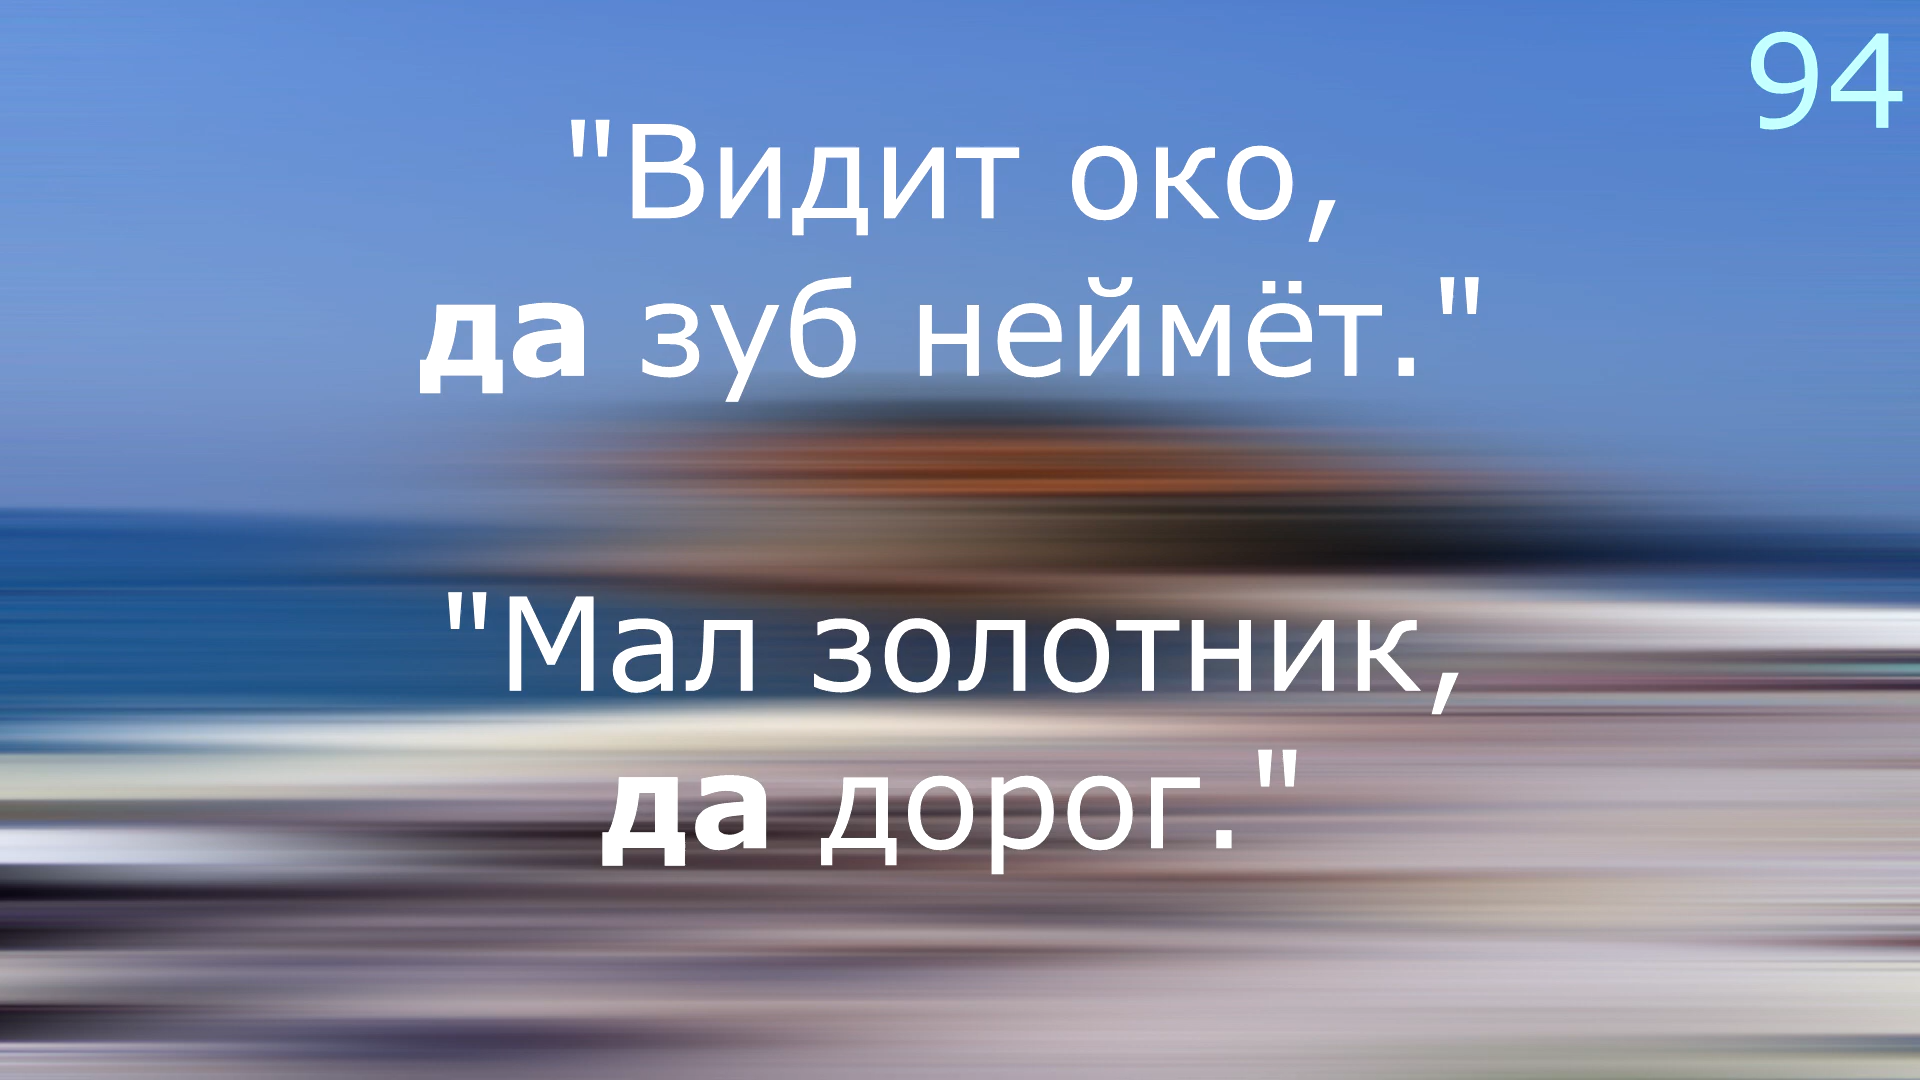 94
"Видит око,
да зуб неймёт."
"Мал золотник,
да дорог."